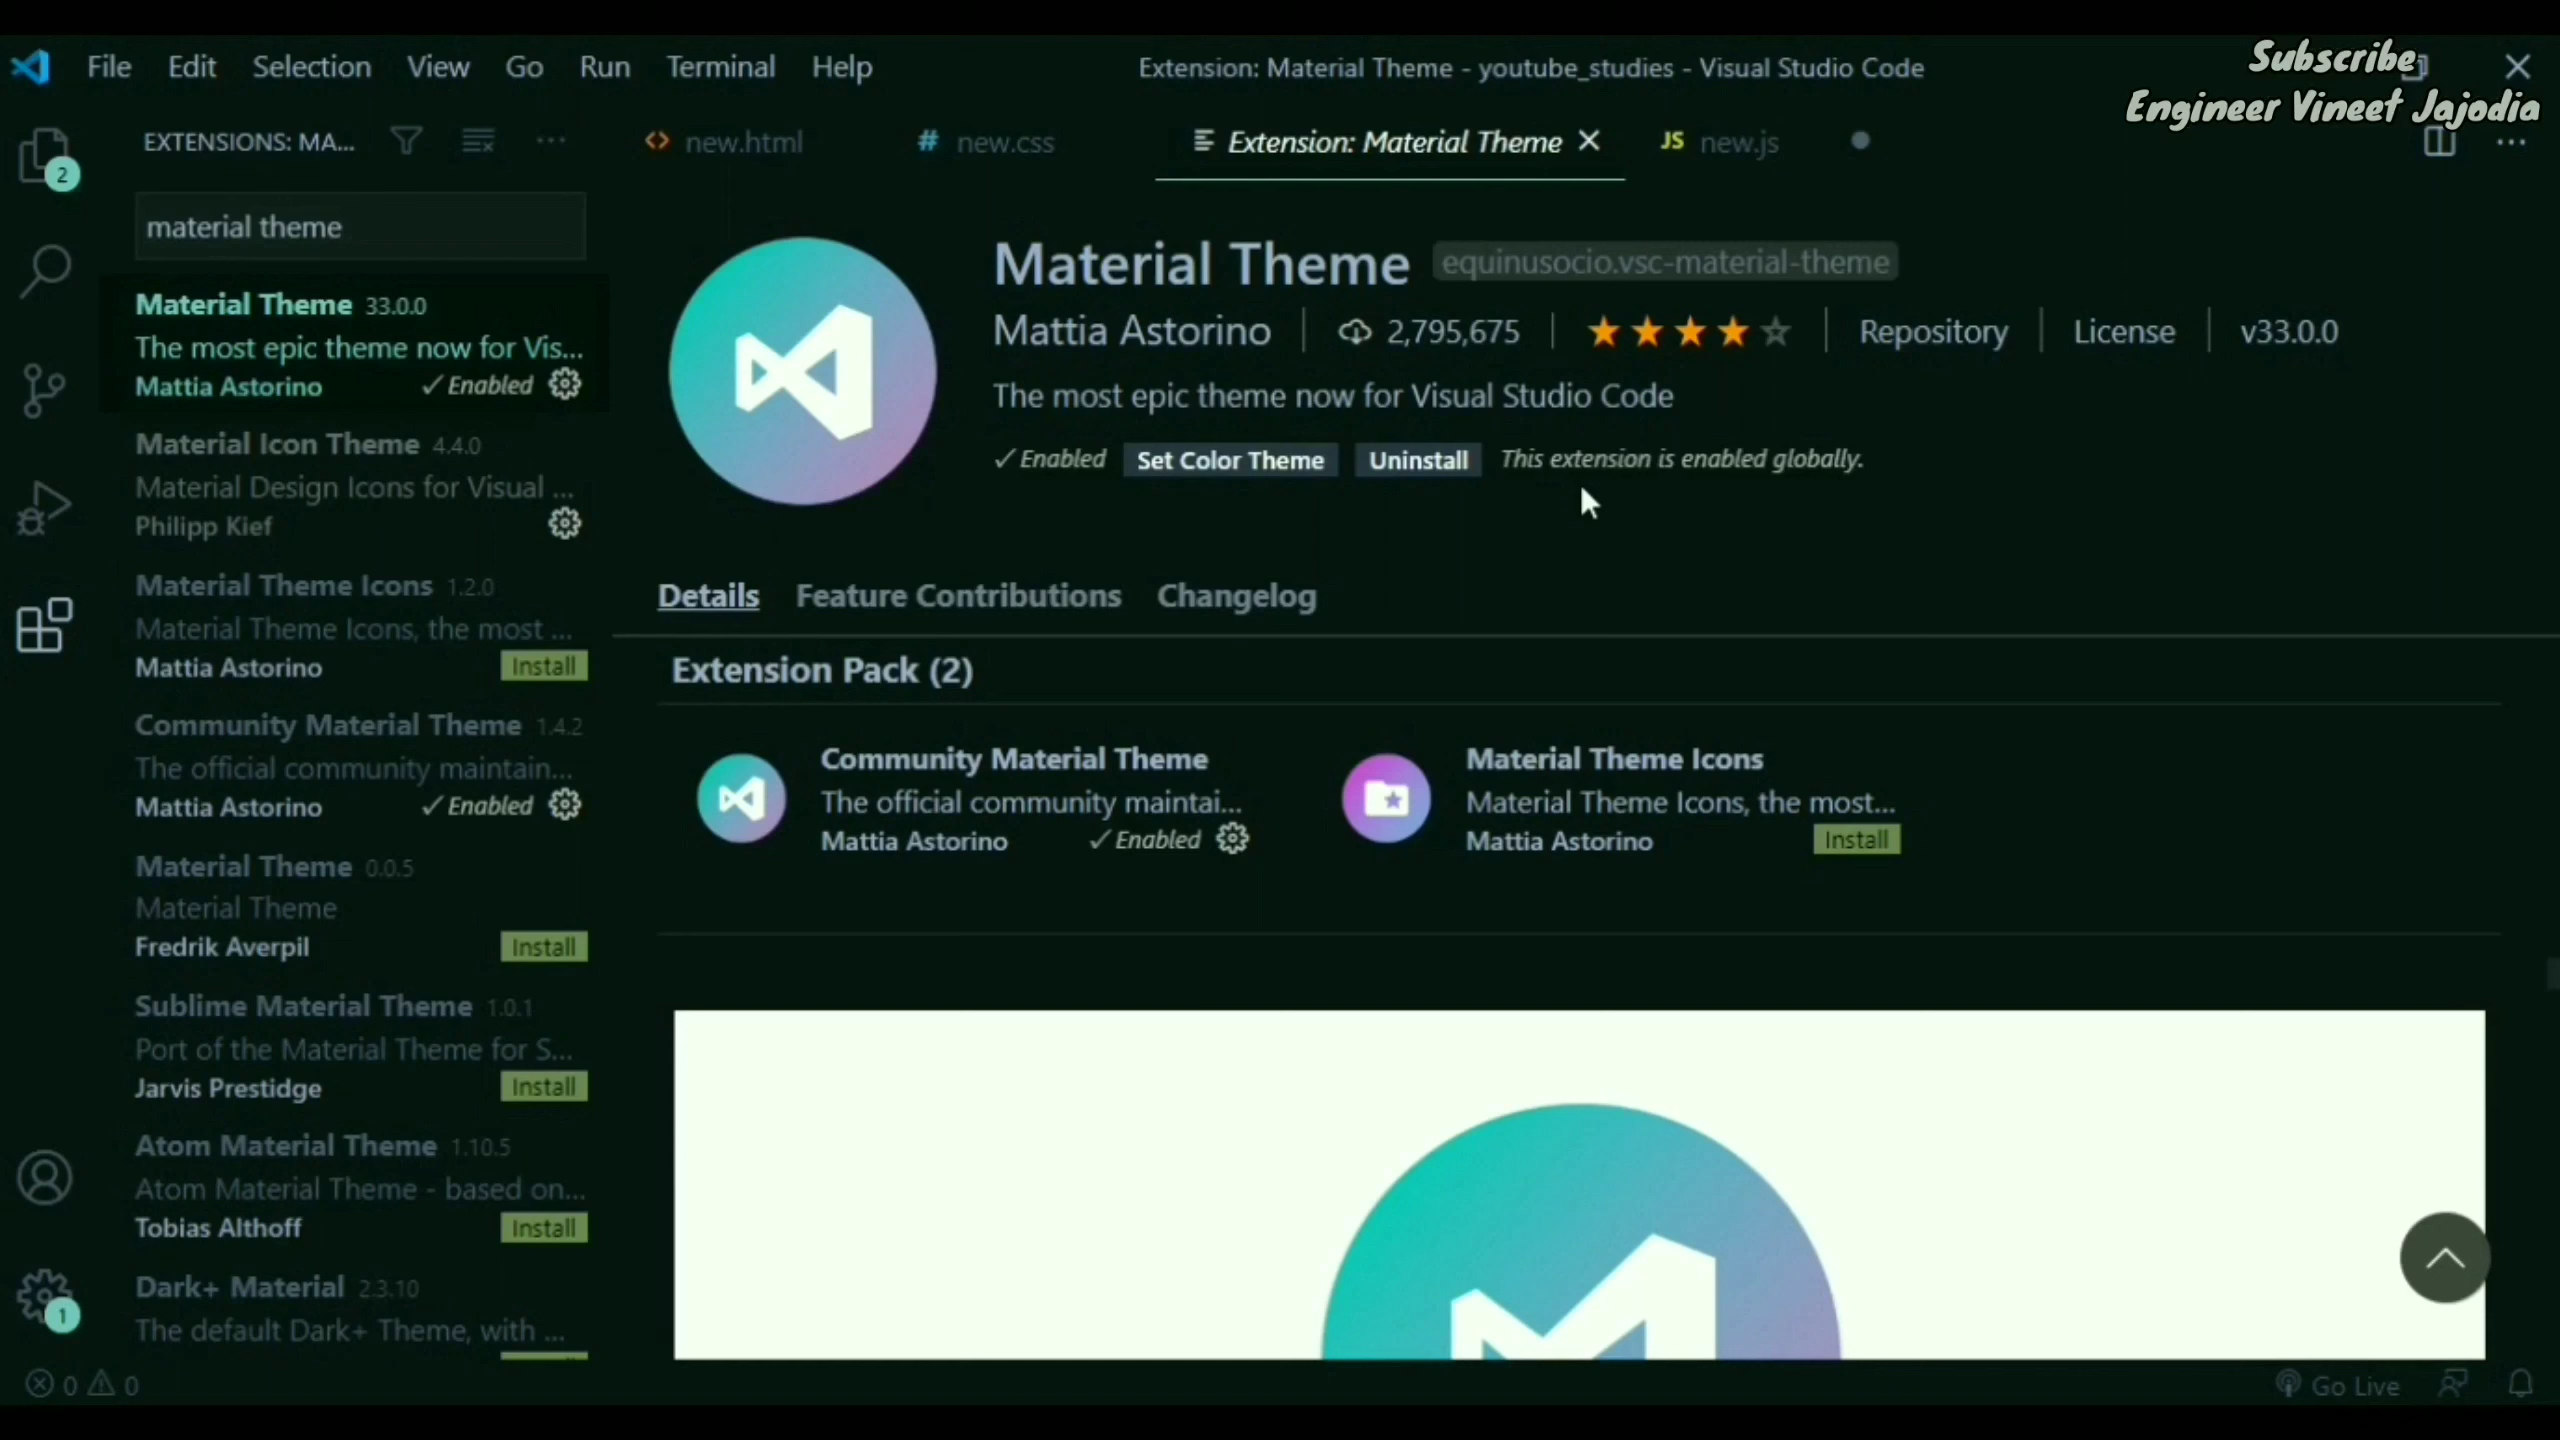 File Edit Selection View Go Run Terminal Help
Extension: Material Theme - youtube_studies - Visual Studio Code
Subscribe
Engineer Vineet Jajodia
EXTENSIONS: MA...
new.html
new.css
Extension: Material Theme
JS new.js
2
material theme
Material Theme 33.0.0
The most epic theme now for Vis...
Mattia Astorino ✓ Enabled
Material Icon Theme 4.4.0
Material Design Icons for Visual ...
Philipp Kief
Material Theme Icons 1.2.0
Material Theme Icons, the most ...
Mattia Astorino Install
Community Material Theme 1.4.2
The official community maintain...
Mattia Astorino ✓ Enabled
Material Theme 0.0.5
Material Theme
Fredrik Averpil Install
Sublime Material Theme 1.0.1
Port of the Material Theme for S...
Jarvis Prestidge Install
Atom Material Theme 1.10.5
Atom Material Theme - based on...
Tobias Althoff Install
Dark+ Material 2.3.10
The default Dark+ Theme, with ...
1
Material Theme equinusocio.vsc-material-theme
Mattia Astorino 2,795,675 Repository License v33.0.0
The most epic theme now for Visual Studio Code
✓ Enabled Set Color Theme Uninstall This extension is enabled globally.
Details Feature Contributions Changelog
Extension Pack (2)
Community Material Theme
The official community maintai...
Mattia Astorino ✓ Enabled
Material Theme Icons
Material Theme Icons, the most...
Mattia Astorino Install
0 0
Go Live